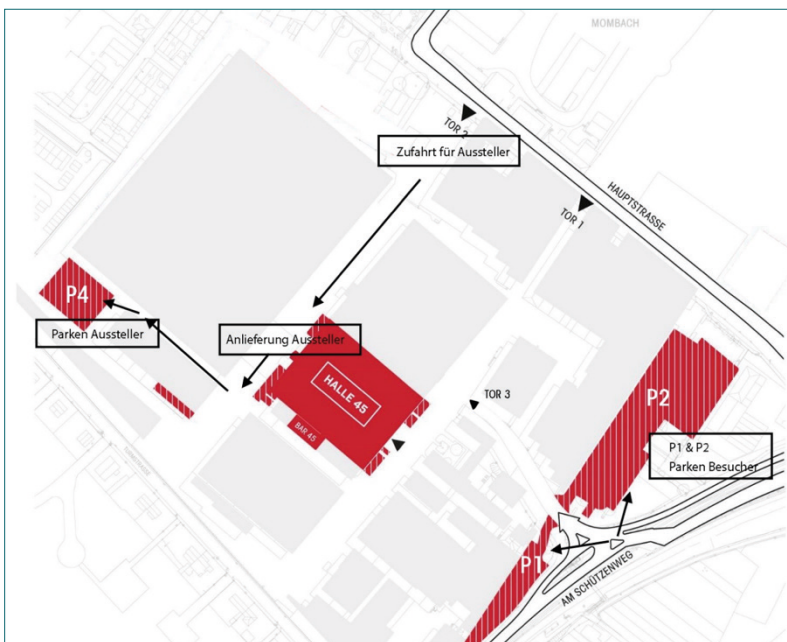 MOMBACH
TOR 2
Zufahrt für Aussteller
HAUPTSTRASSE
TOR 1
P4
Parken Aussteller
Anlieferung Aussteller
HALLE 45
BAR 45
TOR 3
P2
P1 & P2
Parken Besucher
P1
AM SCHÜTZENWEG